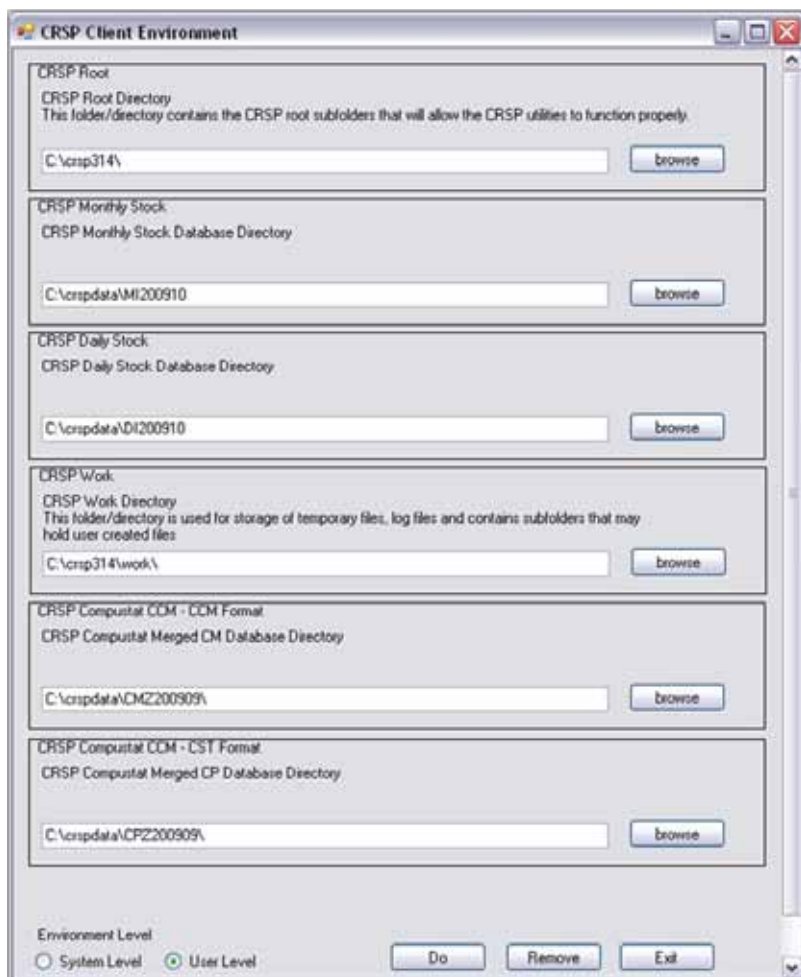 CRSP Client Environment
CRSP Root
CRSP Root Directory
This folder/directory contains the CRSP root subfolders that will allow the CRSP utilities to function properly.
C:\crsp314\
browse
CRSP Monthly Stock
CRSP Monthly Stock Database Directory
C:\crspdata\MI200910
browse
CRSP Daily Stock
CRSP Daily Stock Database Directory
C:\crspdata\DI200910
browse
CRSP Work
CRSP Work Directory
This folder/directory is used for storage of temporary files, log files and contains subfolders that may
hold user created files
C:\crsp314\work\
browse
CRSP Compustat CCM - CCM Format
CRSP Compustat Merged CM Database Directory
C:\crspdata\CMZ200909\
browse
CRSP Compustat CCM - CST Format
CRSP Compustat Merged CP Database Directory
C:\crspdata\CPZ200909\
browse
Environment Level
System Level User Level Do Remove Exit